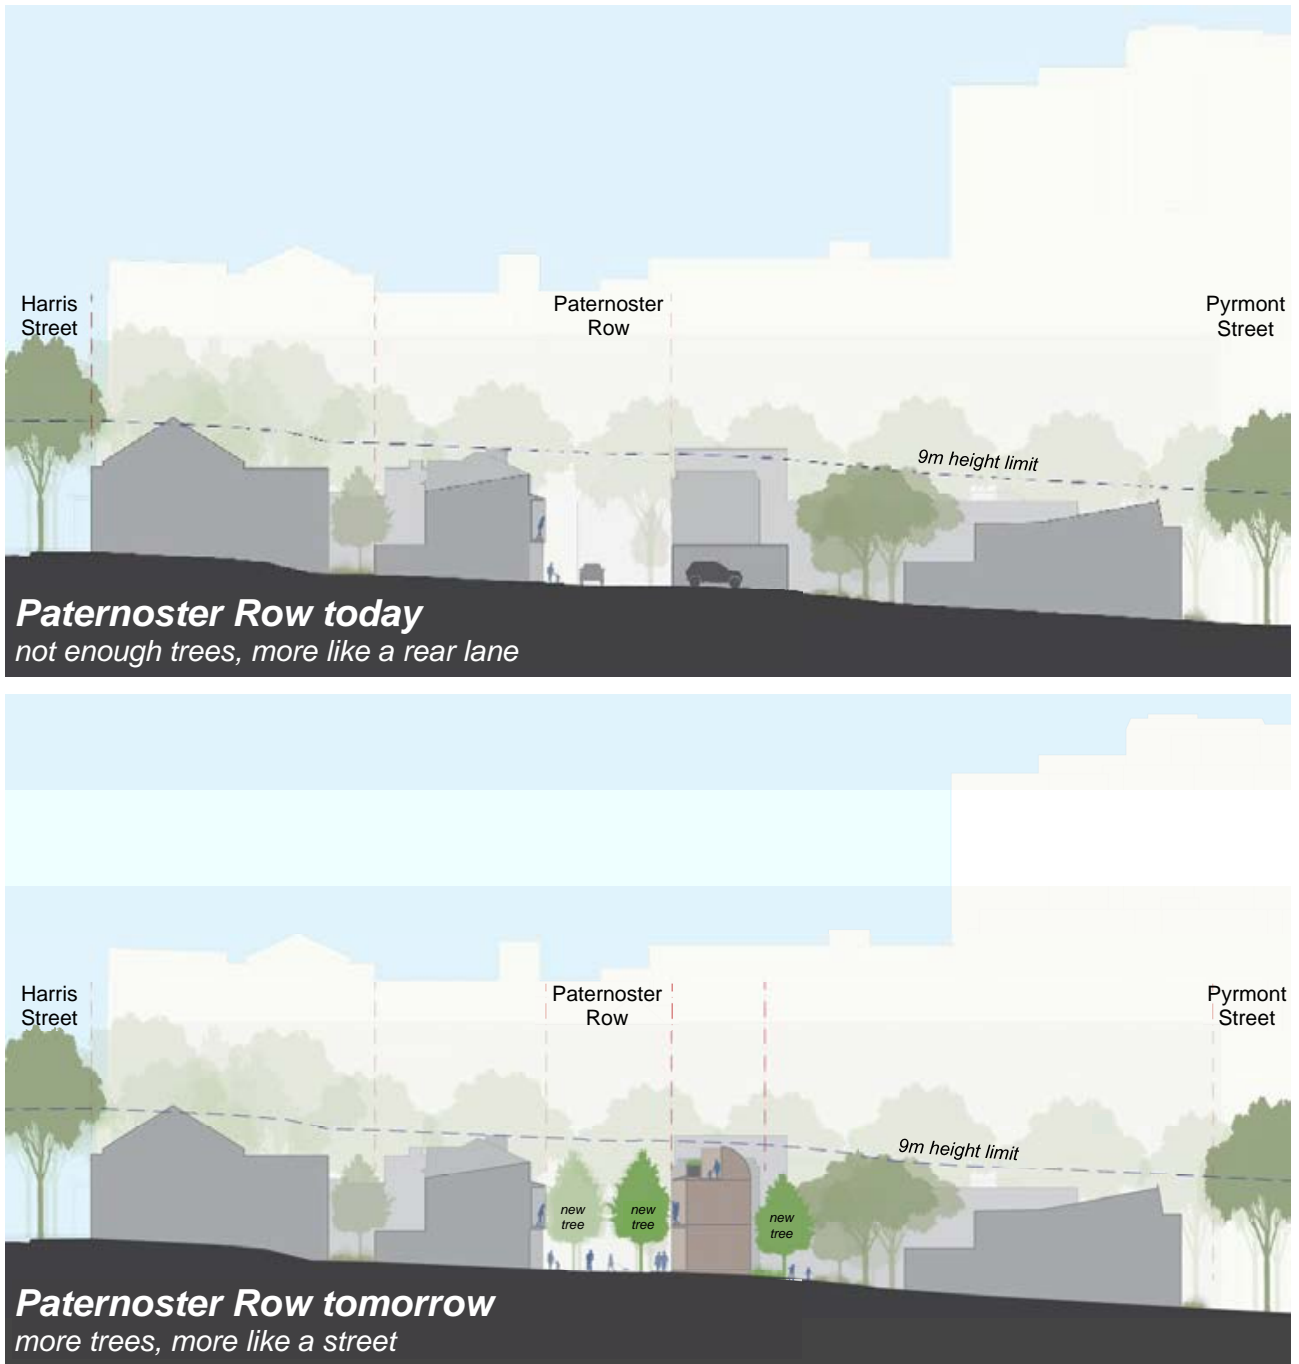 Harris
Street
Paternoster
Row
Pyrmont
Street
9m height limit
Paternoster Row today
not enough trees, more like a rear lane
Harris
Street
Paternoster
Row
Pyrmont
Street
9m height limit
new
tree
new
tree
new
tree
Paternoster Row tomorrow
more trees, more like a street